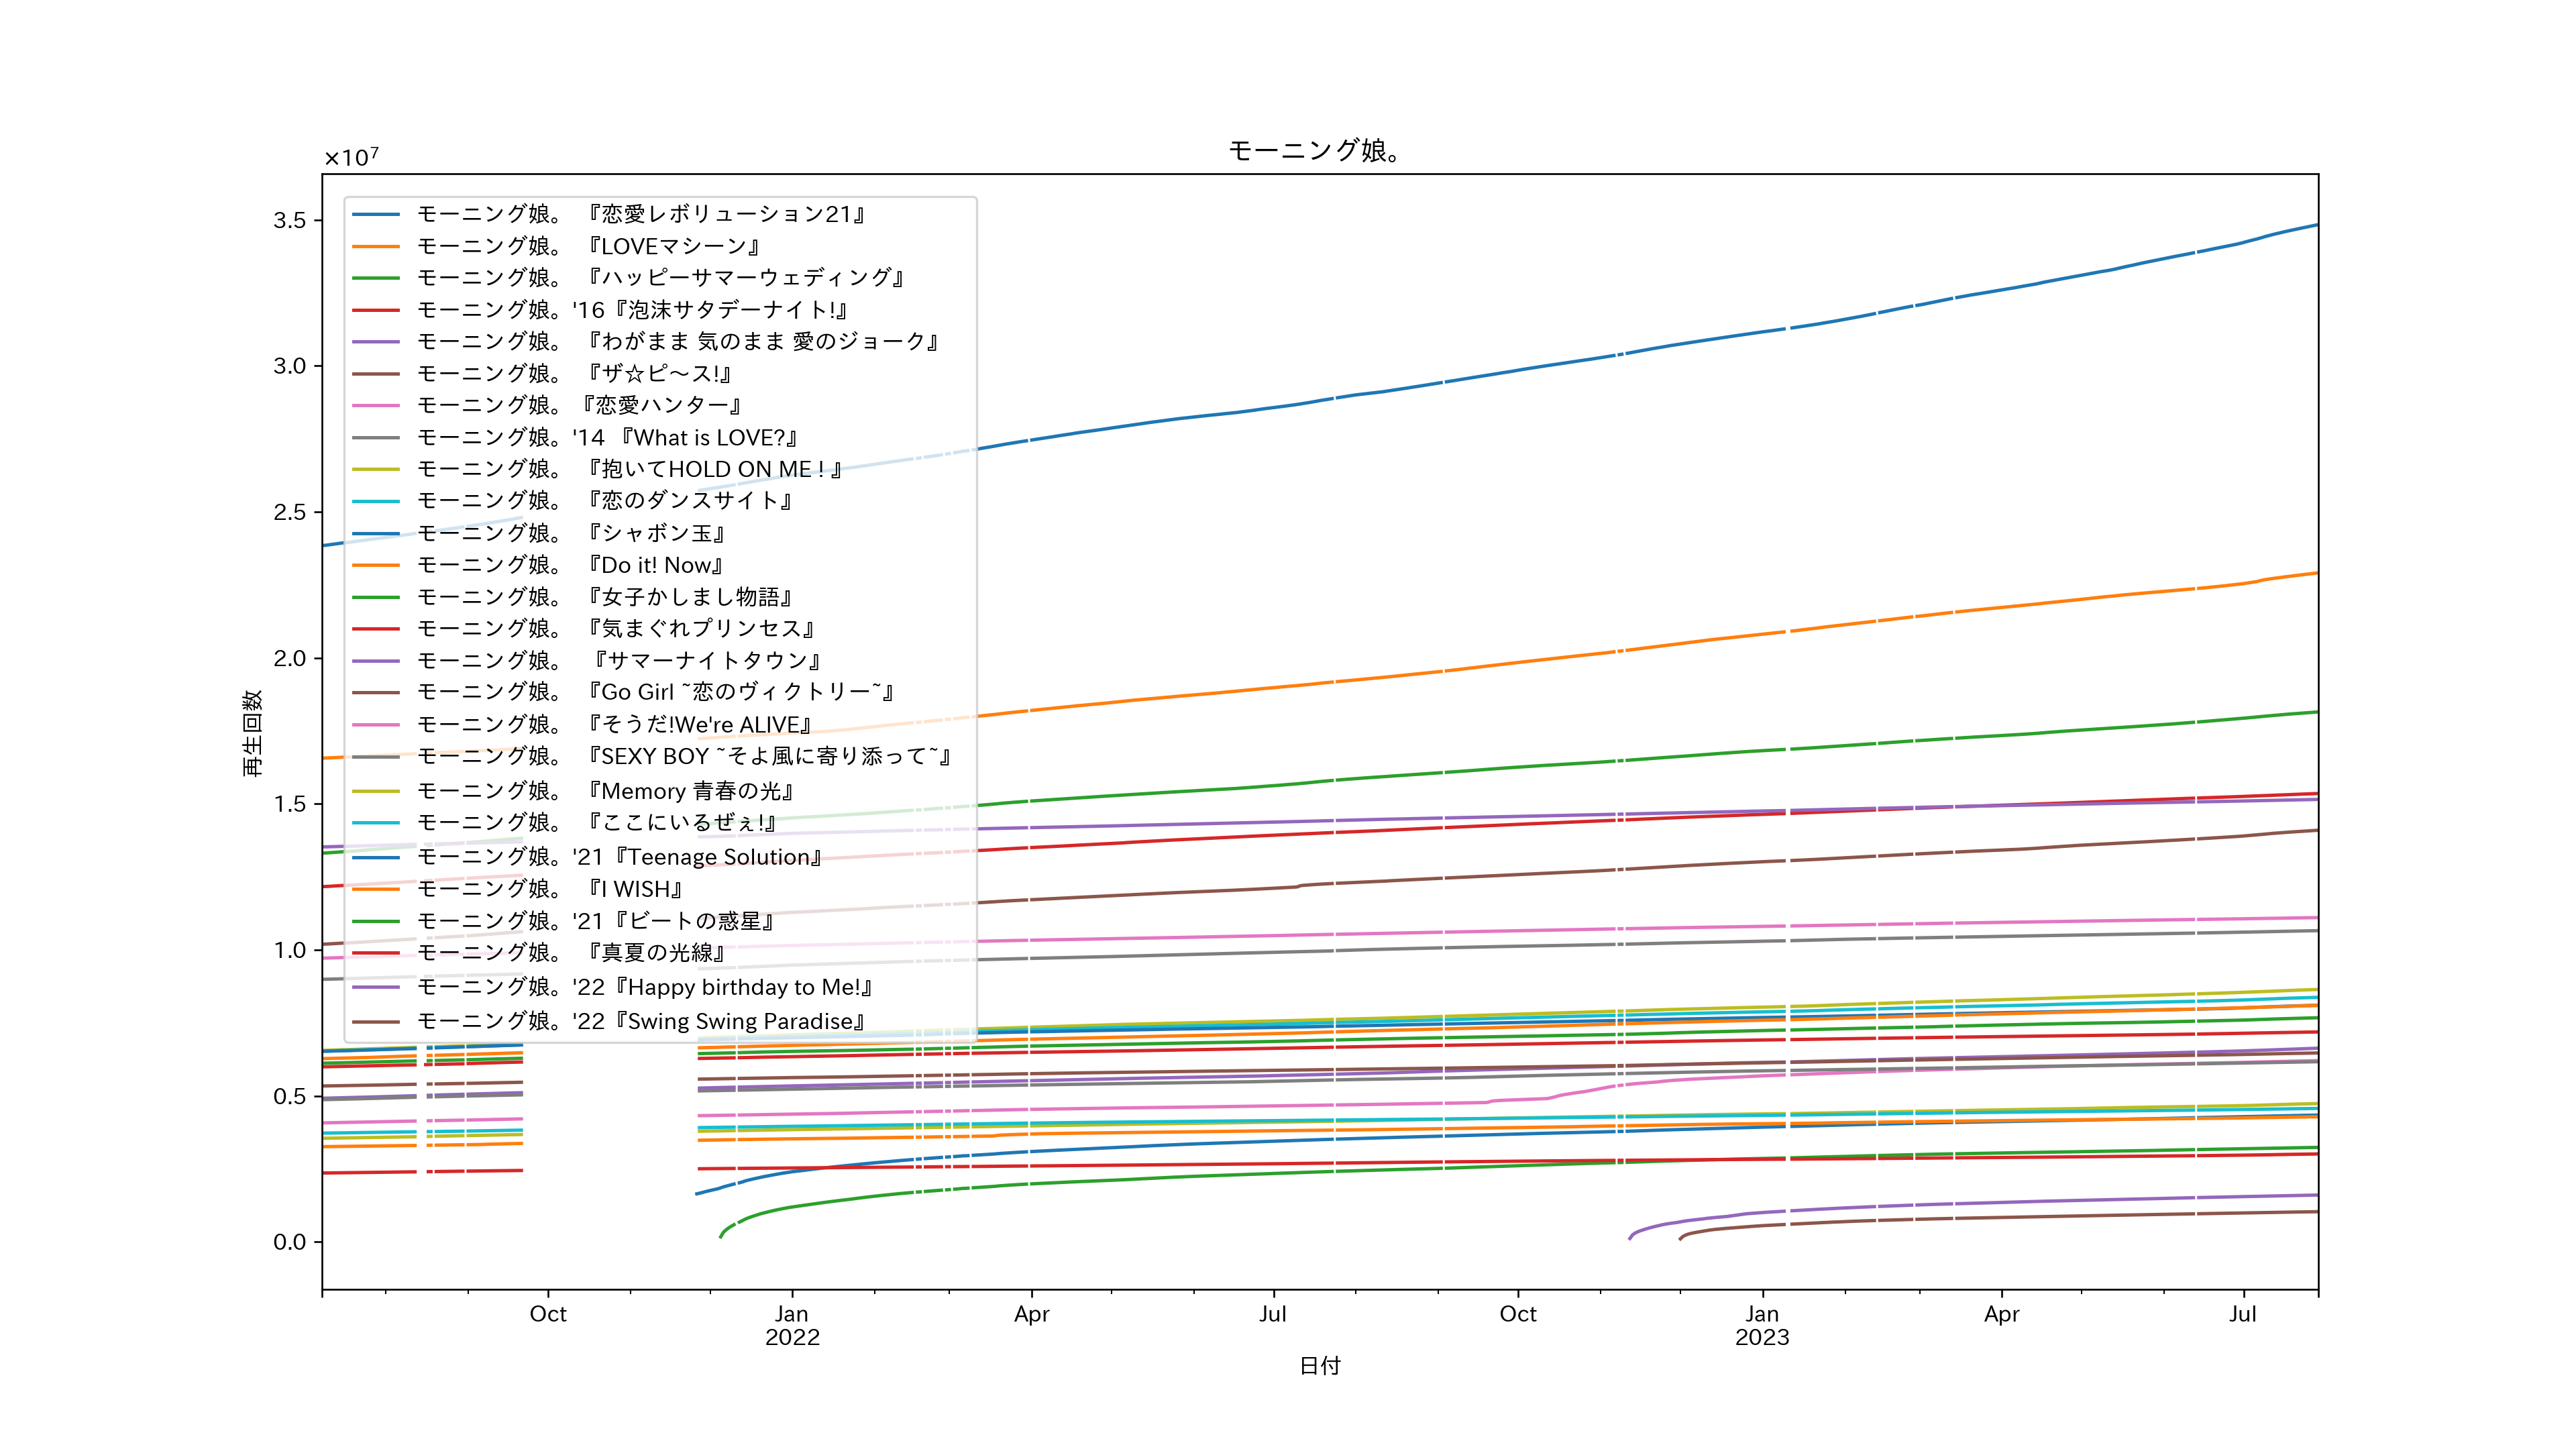 モーニング娘。
×10⁷
3.5
3.0
2.5
2.0
1.5
1.0
0.5
0.0
再生回数
モーニング娘。 『恋愛レボリューション21』
モーニング娘。 『LOVEマシーン』
モーニング娘。 『ハッピーサマーウェディング』
モーニング娘。'16『泡沫サタデーナイト!』
モーニング娘。 『わがまま 気のまま 愛のジョーク』
モーニング娘。 『ザ☆ピ〜ス!』
モーニング娘。『恋愛ハンター』
モーニング娘。'14 『What is LOVE?』
モーニング娘。 『抱いてHOLD ON ME ! 』
モーニング娘。 『恋のダンスサイト』
モーニング娘。 『シャボン玉』
モーニング娘。 『Do it! Now』
モーニング娘。 『女子かしまし物語』
モーニング娘。 『気まぐれプリンセス』
モーニング娘。 『サマーナイトタウン』
モーニング娘。 『Go Girl ~恋のヴィクトリー~』
モーニング娘。 『そうだ!We're ALIVE』
モーニング娘。 『SEXY BOY ~そよ風に寄り添って~』
モーニング娘。 『Memory 青春の光』
モーニング娘。 『ここにいるぜぇ!』
モーニング娘。'21『Teenage Solution』
モーニング娘。 『I WISH』
モーニング娘。'21『ビートの惑星』
モーニング娘。 『真夏の光線』
モーニング娘。'22『Happy birthday to Me!』
モーニング娘。'22『Swing Swing Paradise』
Oct Jan Apr Jul Oct Jan Apr Jul
2022 2023
日付